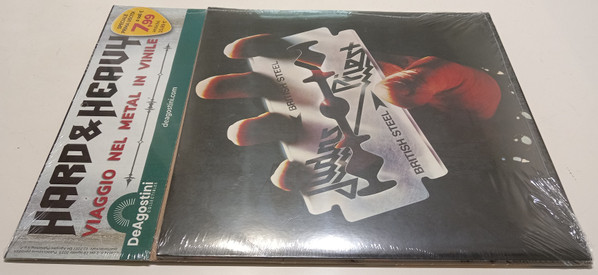 HARD & HEAVY
VIAGGIO NEL METAL IN VINILE
7,99
DeAgostini
deagostini.com
Judas Priest
BRITISH STEEL
BRITISH STEEL